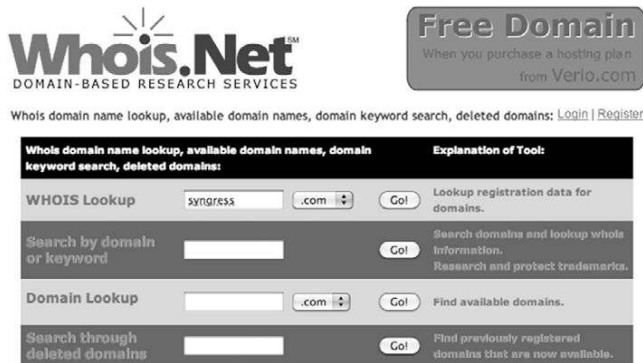 Whois.Net SM
DOMAIN-BASED RESEARCH SERVICES
Free Domain
When you purchase a hosting plan
from Verio.com
Whois domain name lookup, available domain names, domain keyword search, deleted domains: Login | Register
Whois domain name lookup, available domain names, domain
keyword search, deleted domains:
Explanation of Tool:
WHOIS Lookup
syngress
.com
Go!
Lookup registration data for
domains.
Search by domain
or keyword
Go!
Search domains and lookup whois
information.
Research and protect trademarks.
Domain Lookup
.com
Go!
Find available domains.
Search through
deleted domains
Go!
Find previously registered
domains that are now available.